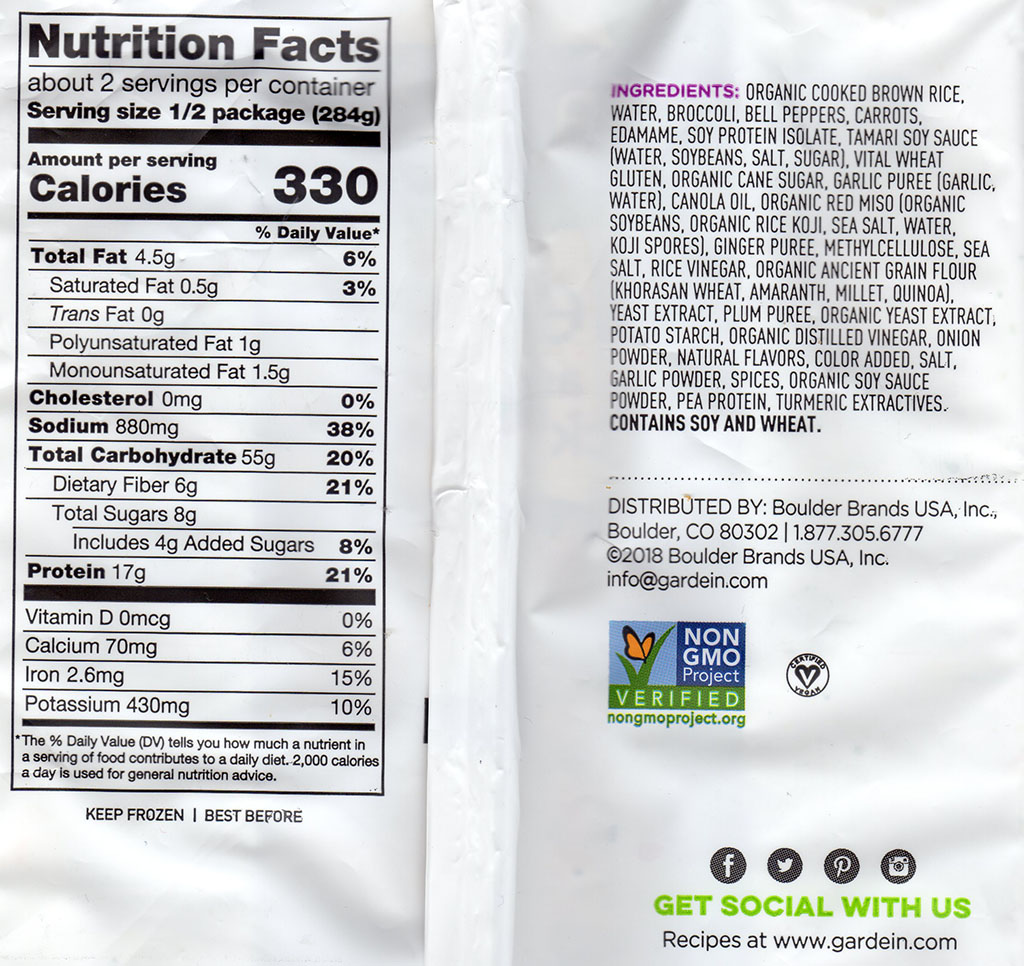 Nutrition Facts
about 2 servings per container
Serving size 1/2 package (284g)
Amount per serving
Calories 330
% Daily Value*
Total Fat 4.5g 6%
Saturated Fat 0.5g 3%
Trans Fat 0g
Polyunsaturated Fat 1g
Monounsaturated Fat 1.5g
Cholesterol 0mg 0%
Sodium 880mg 38%
Total Carbohydrate 55g 20%
Dietary Fiber 6g 21%
Total Sugars 8g
Includes 4g Added Sugars 8%
Protein 17g 21%
Vitamin D 0mcg 0%
Calcium 70mg 6%
Iron 2.6mg 15%
Potassium 430mg 10%
*The % Daily Value (DV) tells you how much a nutrient in
a serving of food contributes to a daily diet. 2,000 calories
a day is used for general nutrition advice.
KEEP FROZEN | BEST BEFORE
INGREDIENTS: ORGANIC COOKED BROWN RICE,
WATER, BROCCOLI, BELL PEPPERS, CARROTS,
EDAMAME, SOY PROTEIN ISOLATE, TAMARI SOY SAUCE
(WATER, SOYBEANS, SALT, SUGAR), VITAL WHEAT
GLUTEN, ORGANIC CANE SUGAR, GARLIC PUREE (GARLIC,
WATER), CANOLA OIL, ORGANIC RED MISO (ORGANIC
SOYBEANS, ORGANIC RICE KOJI, SEA SALT, WATER,
KOJI SPORES), GINGER PUREE, METHYLCELLULOSE, SEA
SALT, RICE VINEGAR, ORGANIC ANCIENT GRAIN FLOUR
(KHORASAN WHEAT, AMARANTH, MILLET, QUINOA),
YEAST EXTRACT, PLUM PUREE, ORGANIC YEAST EXTRACT,
POTATO STARCH, ORGANIC DISTILLED VINEGAR, ONION
POWDER, NATURAL FLAVORS, COLOR ADDED, SALT,
GARLIC POWDER, SPICES, ORGANIC SOY SAUCE
POWDER, PEA PROTEIN, TURMERIC EXTRACTIVES.
CONTAINS SOY AND WHEAT.
DISTRIBUTED BY: Boulder Brands USA, Inc.,
Boulder, CO 80302 | 1.877.305.6777
©2018 Boulder Brands USA, Inc.
info@gardein.com
NON
GMO
Project
VERIFIED
nongmoproject.org
CERTIFIED
VEGAN
GET SOCIAL WITH US
Recipes at www.gardein.com